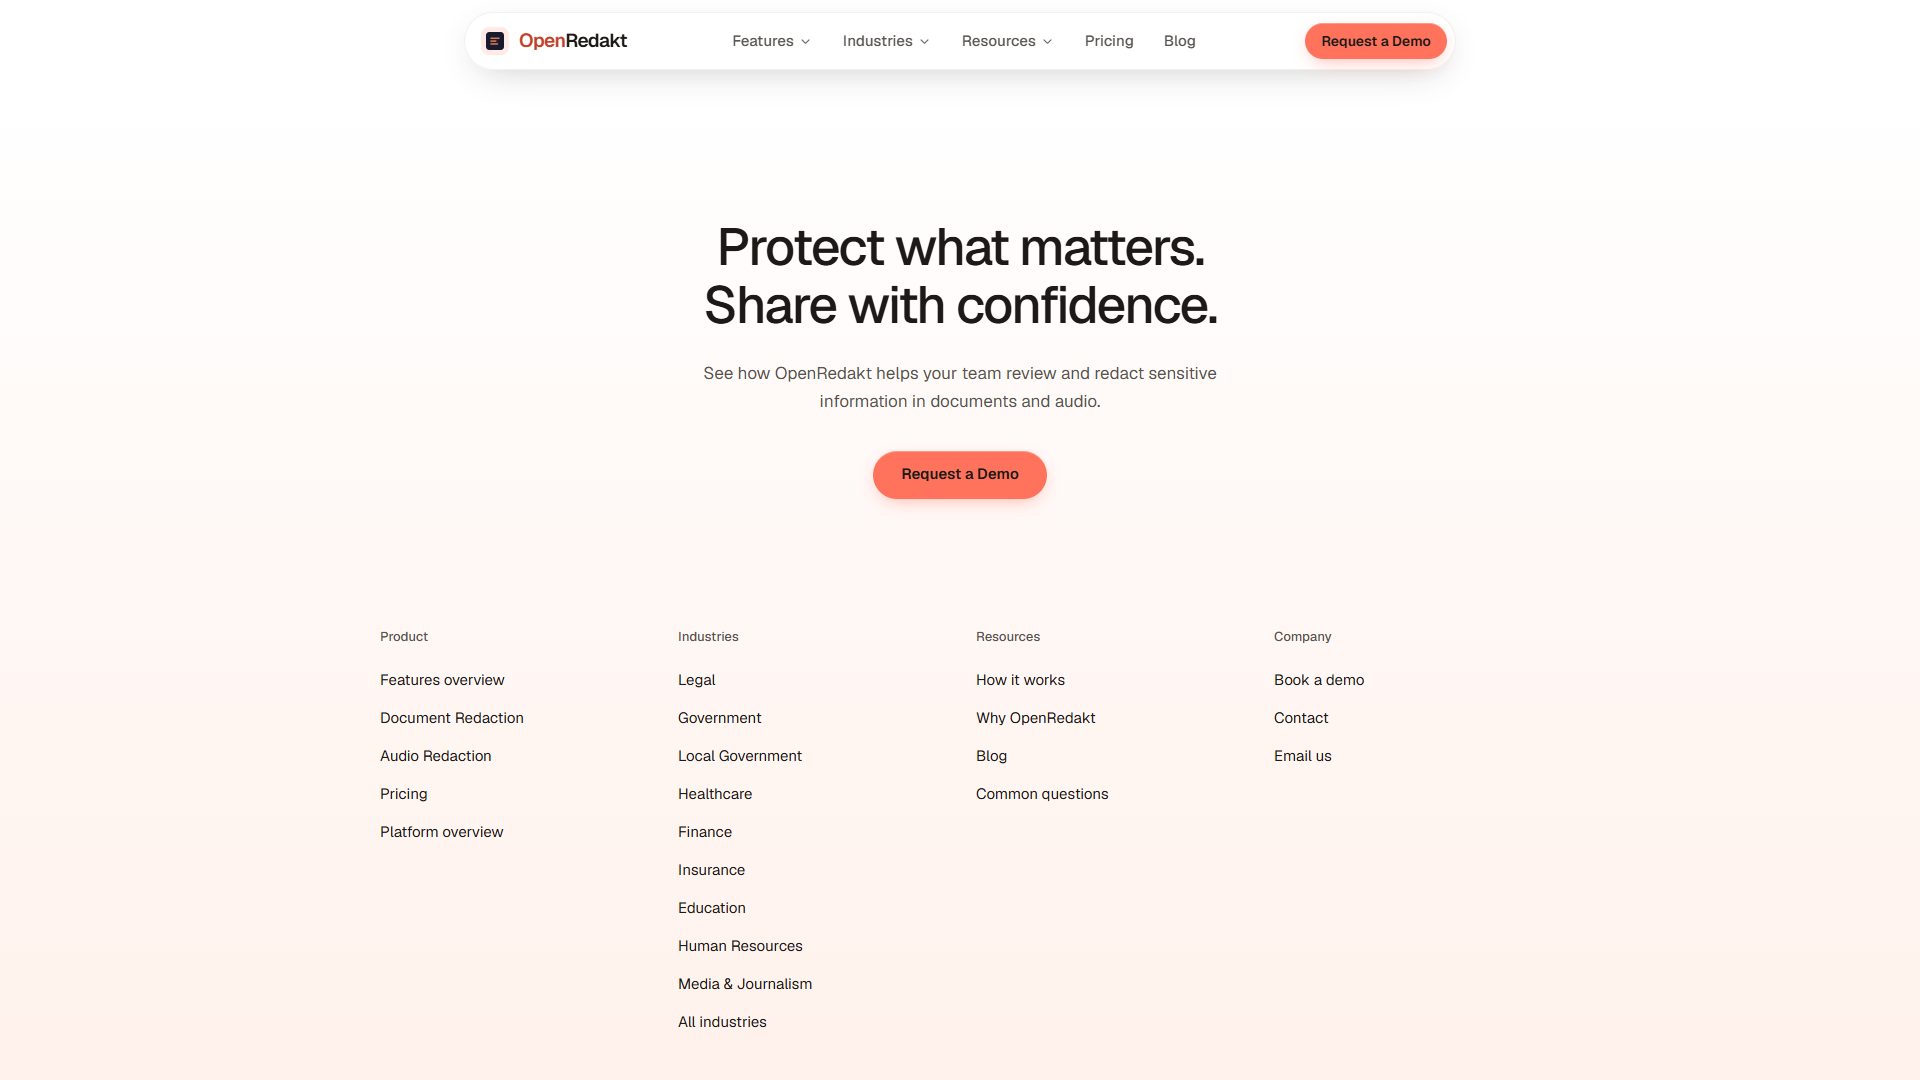 OpenRedakt
Features
Industries
Resources
Pricing
Blog
Request a Demo
Protect what matters.
Share with confidence.
See how OpenRedakt helps your team review and redact sensitive
information in documents and audio.
Request a Demo
Product
Features overview
Document Redaction
Audio Redaction
Pricing
Platform overview
Industries
Legal
Government
Local Government
Healthcare
Finance
Insurance
Education
Human Resources
Media & Journalism
All industries
Resources
How it works
Why OpenRedakt
Blog
Common questions
Company
Book a demo
Contact
Email us